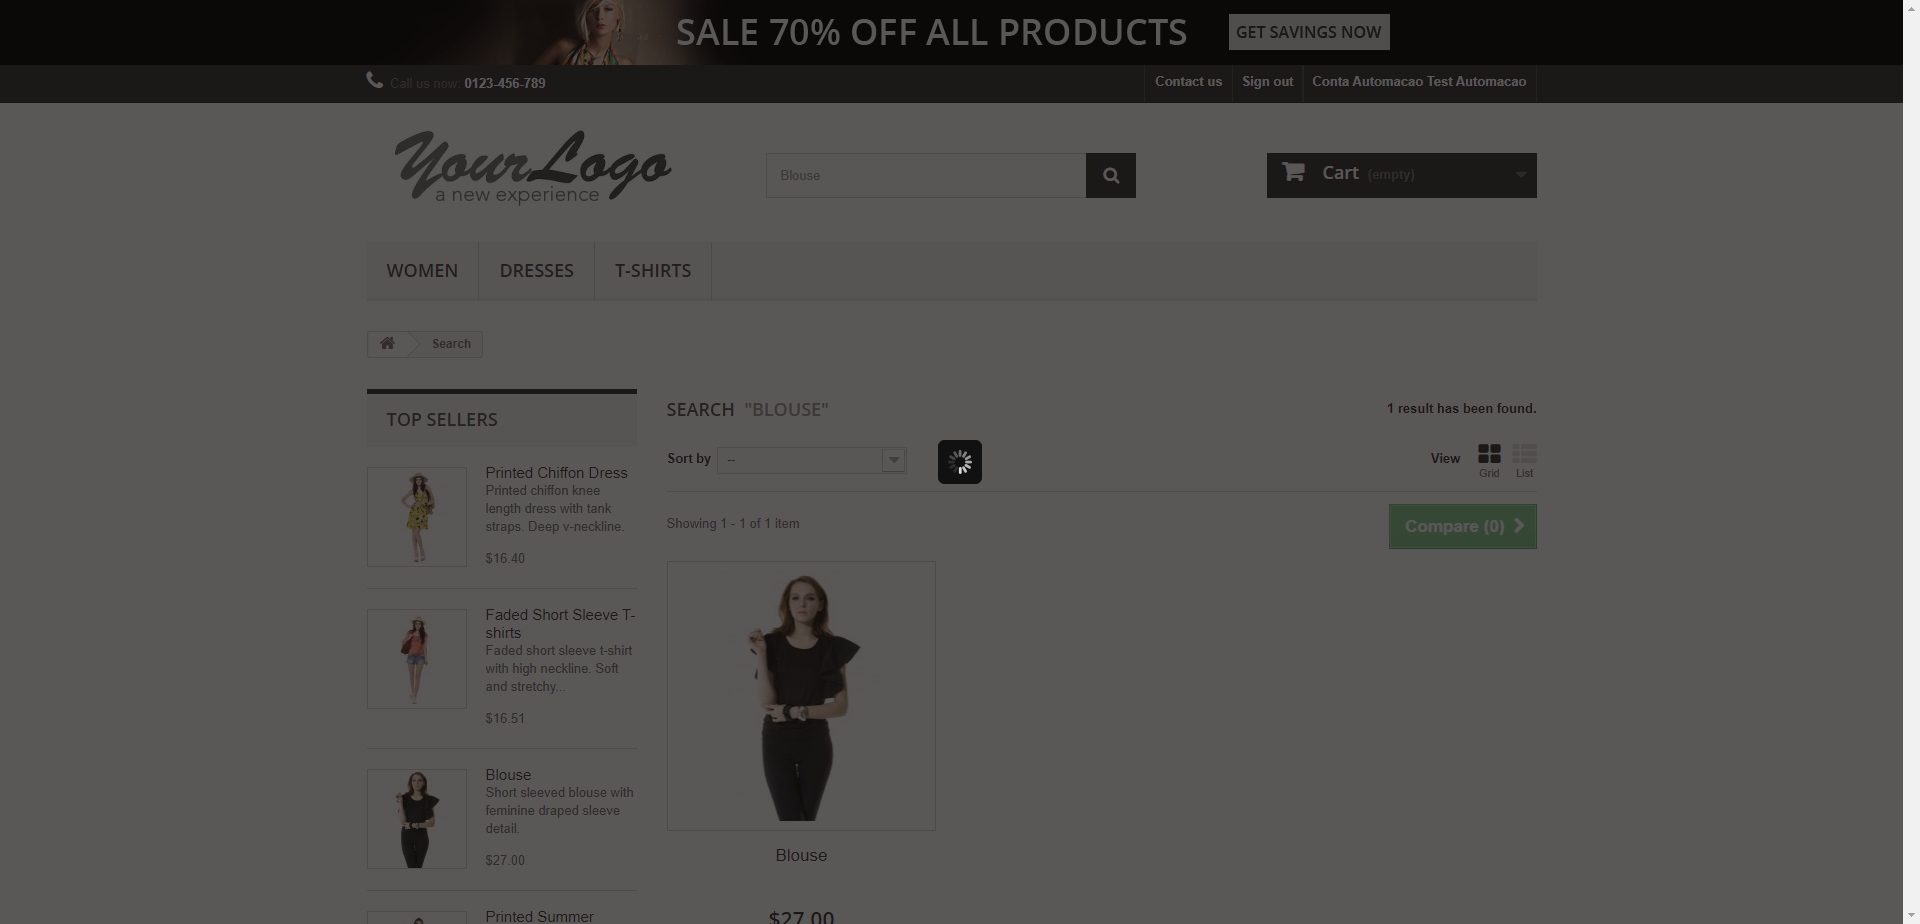 SALE 70% OFF ALL PRODUCTS
GET SAVINGS NOW
Call us now: 0123-456-789
Contact us
Sign out
Conta Automacao Test Automacao
YourLogo
a new experience
Blouse
Cart (empty)
WOMEN
DRESSES
T-SHIRTS
Search
TOP SELLERS
Printed Chiffon Dress
Printed chiffon knee
length dress with tank
straps. Deep v-neckline.
$16.40
Faded Short Sleeve T-
shirts
Faded short sleeve t-shirt
with high neckline. Soft
and stretchy...
$16.51
Blouse
Short sleeved blouse with
feminine draped sleeve
detail.
$27.00
Printed Summer
SEARCH "BLOUSE"
1 result has been found.
Sort by
--
View
Grid
List
Showing 1 - 1 of 1 item
Compare (0)
Blouse
$27.00